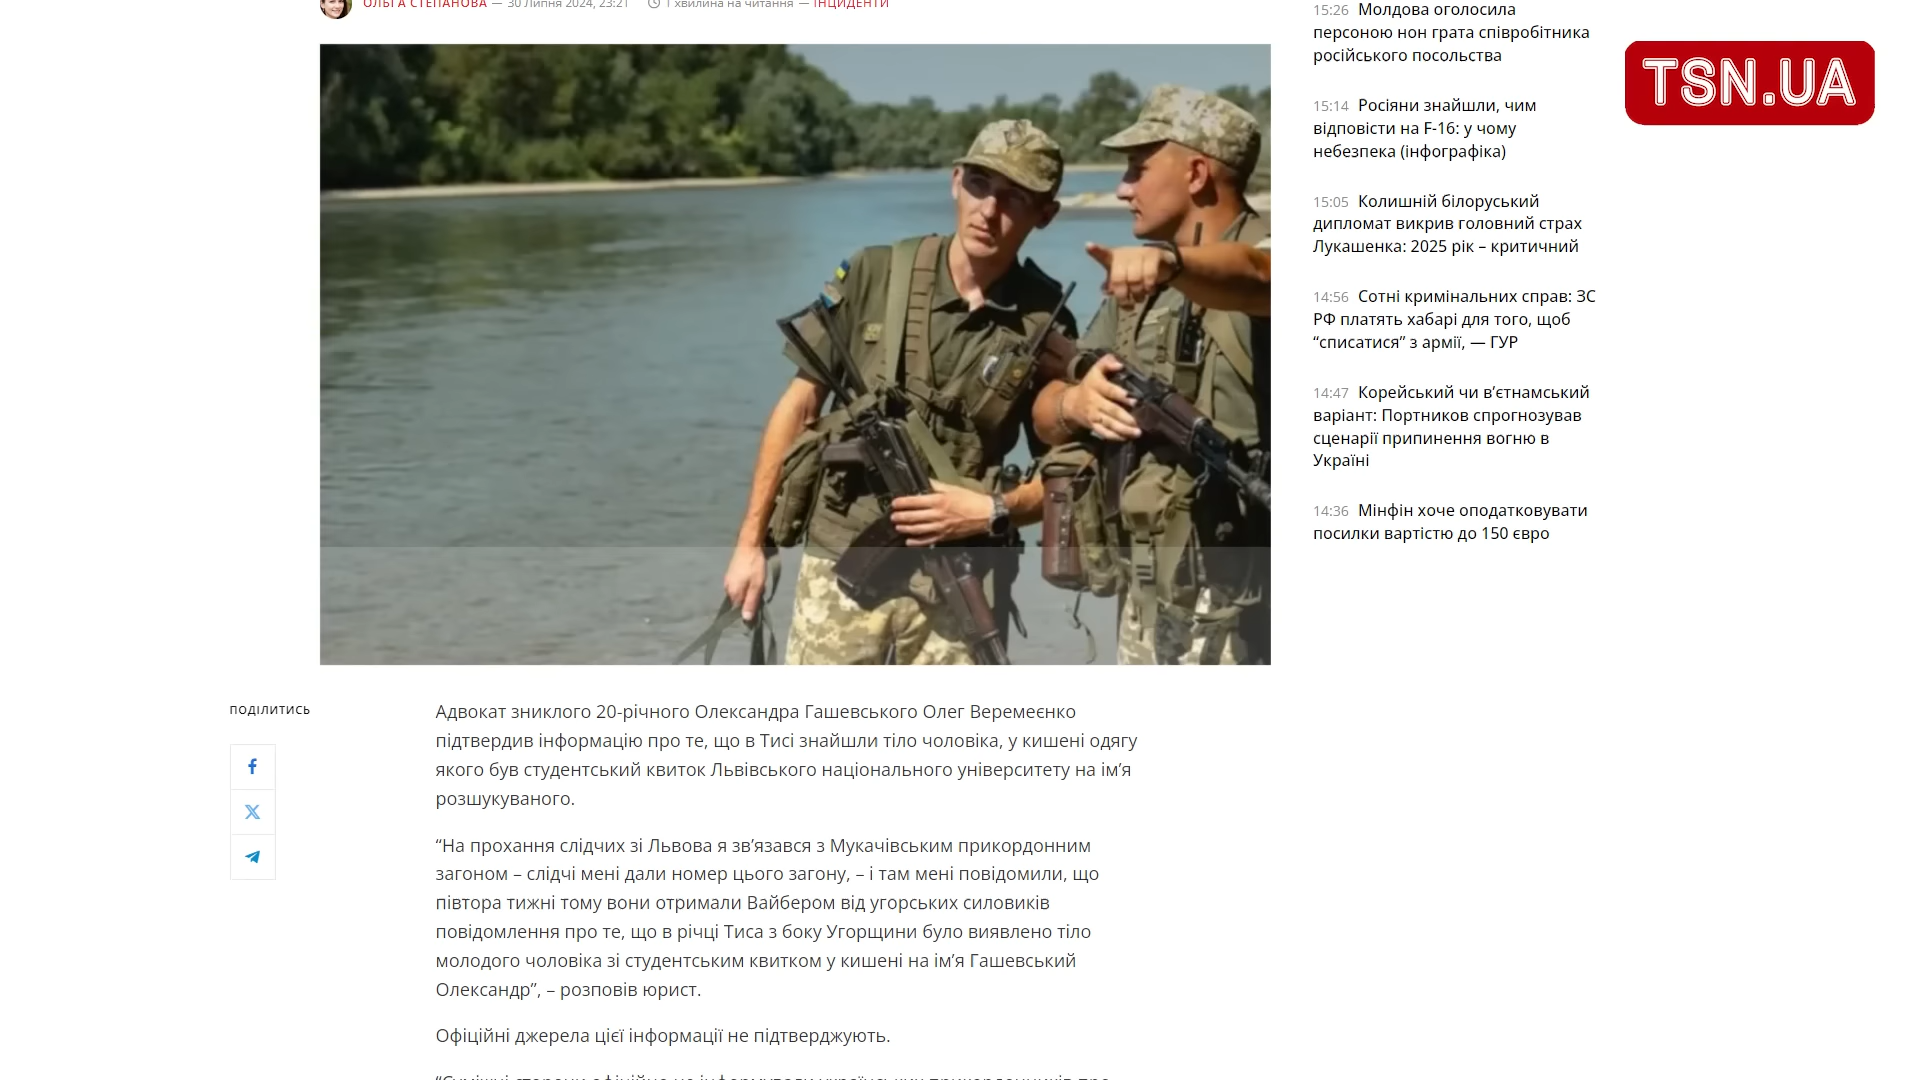 ОЛЬГА СТЕПАНОВА — 30 Липня 2024, 23:21 1 хвилина на читання — ІНЦИДЕНТИ
15:26 Молдова оголосила
персоною нон грата співробітника
російського посольства
TSN.UA
15:14 Росіяни знайшли, чим
відповісти на F-16: у чому
небезпека (інфографіка)
15:05 Колишній білоруський
дипломат викрив головний страх
Лукашенка: 2025 рік – критичний
14:56 Сотні кримінальних справ: ЗС
РФ платять хабарі для того, щоб
“списатися” з армії, — ГУР
14:47 Корейський чи в’єтнамський
варіант: Портников спрогнозував
сценарії припинення вогню в
Україні
14:36 Мінфін хоче оподатковувати
посилки вартістю до 150 євро
ПОДІЛИТИСЬ
Адвокат зниклого 20-річного Олександра Гашевського Олег Веремеєнко
підтвердив інформацію про те, що в Тисі знайшли тіло чоловіка, у кишені одягу
якого був студентський квиток Львівського національного університету на ім’я
розшукуваного.
“На прохання слідчих зі Львова я зв’язався з Мукачівським прикордонним
загоном – слідчі мені дали номер цього загону, – і там мені повідомили, що
півтора тижні тому вони отримали Вайбером від угорських силовиків
повідомлення про те, що в річці Тиса з боку Угорщини було виявлено тіло
молодого чоловіка зі студентським квитком у кишені на ім’я Гашевський
Олександр”, – розповів юрист.
Офіційні джерела цієї інформації не підтверджують.